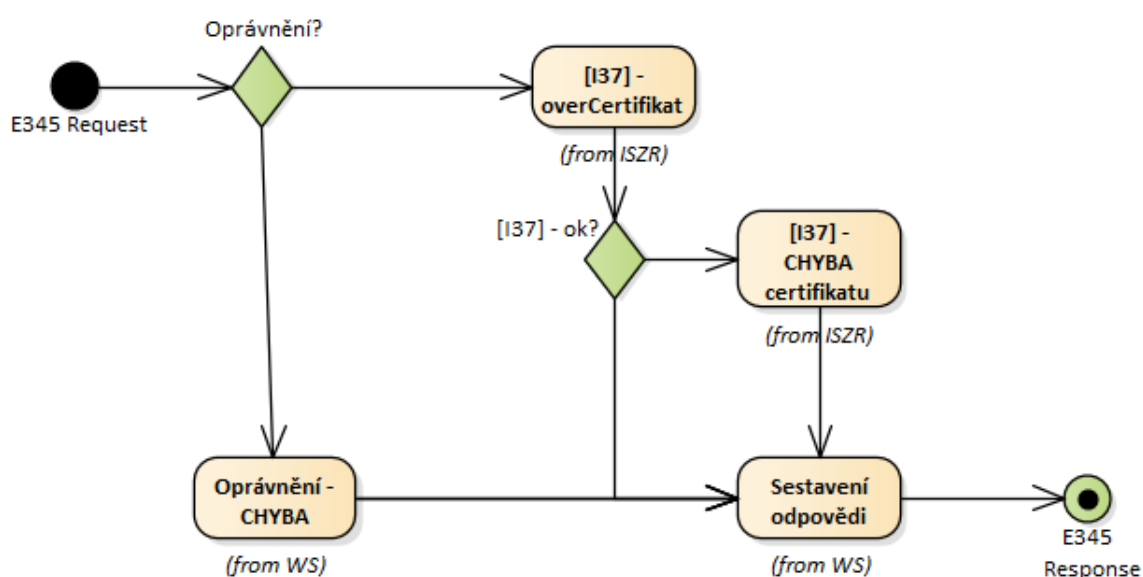 Oprávnění?
E345 Request
[I37] -
overCertifikat
(from ISZR)
[I37] - ok?
[I37] -
CHYBA
certifikatu
(from ISZR)
Oprávnění -
CHYBA
(from WS)
Sestavení
odpovědi
(from WS)
E345
Response